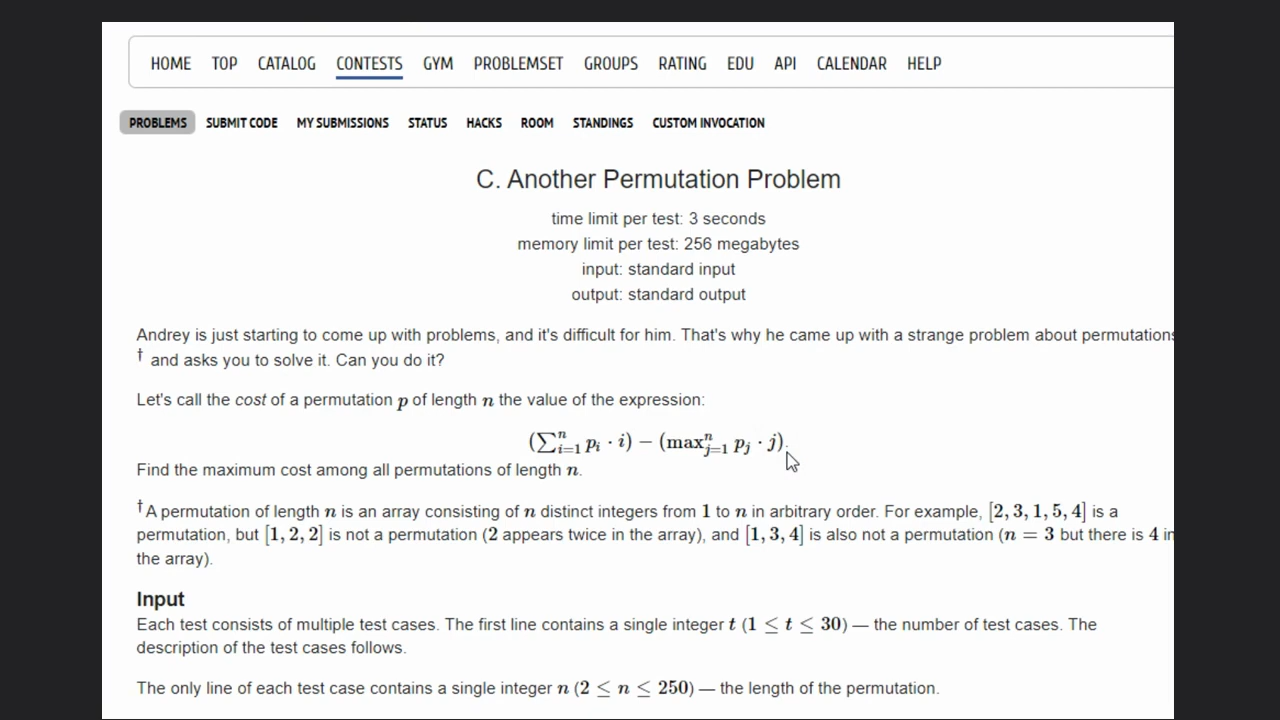 HOME TOP CATALOG CONTESTS GYM PROBLEMSET GROUPS RATING EDU API CALENDAR HELP
PROBLEMS SUBMIT CODE MY SUBMISSIONS STATUS HACKS ROOM STANDINGS CUSTOM INVOCATION
C. Another Permutation Problem
time limit per test: 3 seconds
memory limit per test: 256 megabytes
input: standard input
output: standard output
Andrey is just starting to come up with problems, and it's difficult for him. That's why he came up with a strange problem about permutations
† and asks you to solve it. Can you do it?
Let's call the cost of a permutation p of length n the value of the expression:
(∑ⁿᵢ₌₁ pᵢ · i) − (maxⁿⱼ₌₁ pⱼ · j).
Find the maximum cost among all permutations of length n.
†A permutation of length n is an array consisting of n distinct integers from 1 to n in arbitrary order. For example, [2, 3, 1, 5, 4] is a
permutation, but [1, 2, 2] is not a permutation (2 appears twice in the array), and [1, 3, 4] is also not a permutation (n = 3 but there is 4 in
the array).
Input
Each test consists of multiple test cases. The first line contains a single integer t (1 ≤ t ≤ 30) — the number of test cases. The
description of the test cases follows.
The only line of each test case contains a single integer n (2 ≤ n ≤ 250) — the length of the permutation.